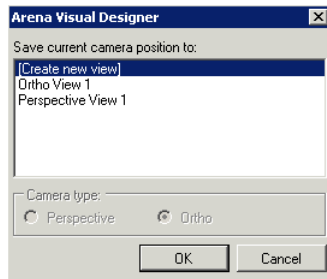 Arena Visual Designer
Save current camera position to:
[Create new view]
Ortho View 1
Perspective View 1
Camera type:
Perspective
Ortho
OK
Cancel